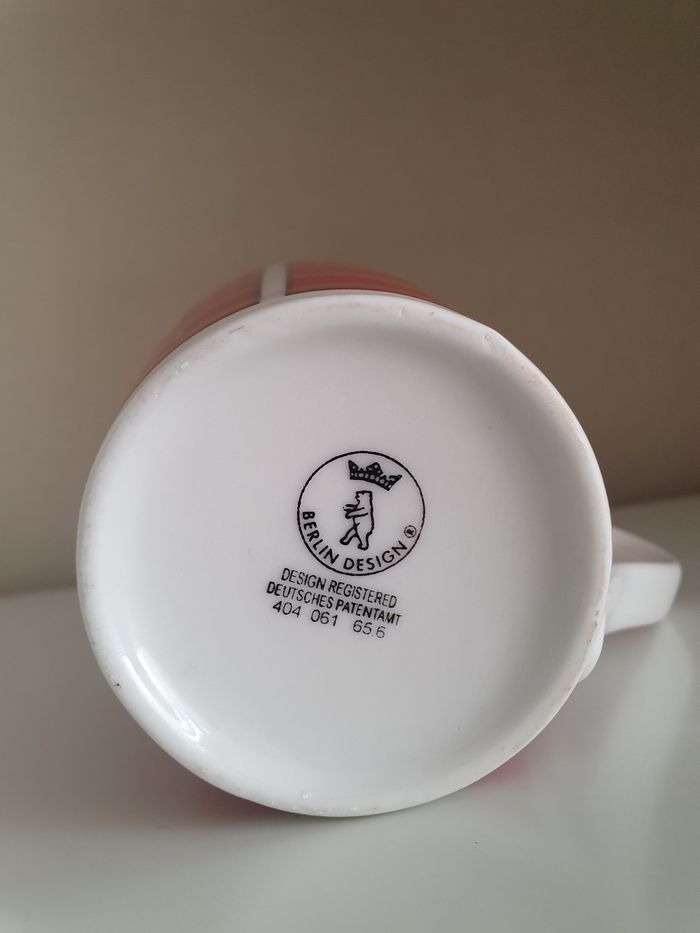 BERLIN DESIGN ®
DESIGN REGISTERED
DEUTSCHES PATENTAMT
404 061 65.6